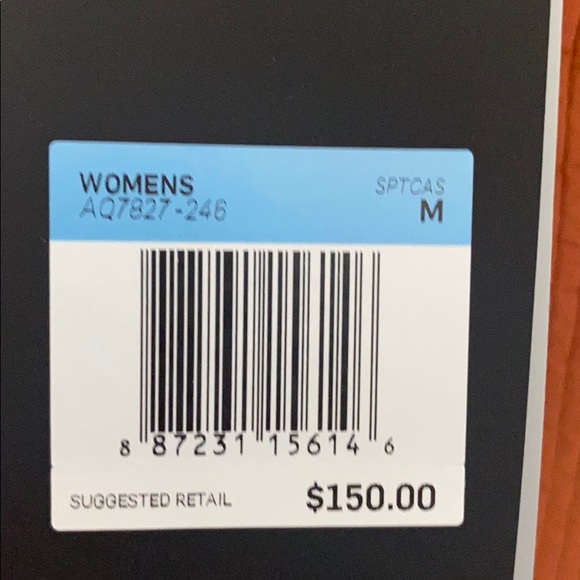 WOMENS SPTCAS
AQ7827-246 M
8 87231 15614 6
SUGGESTED RETAIL $150.00